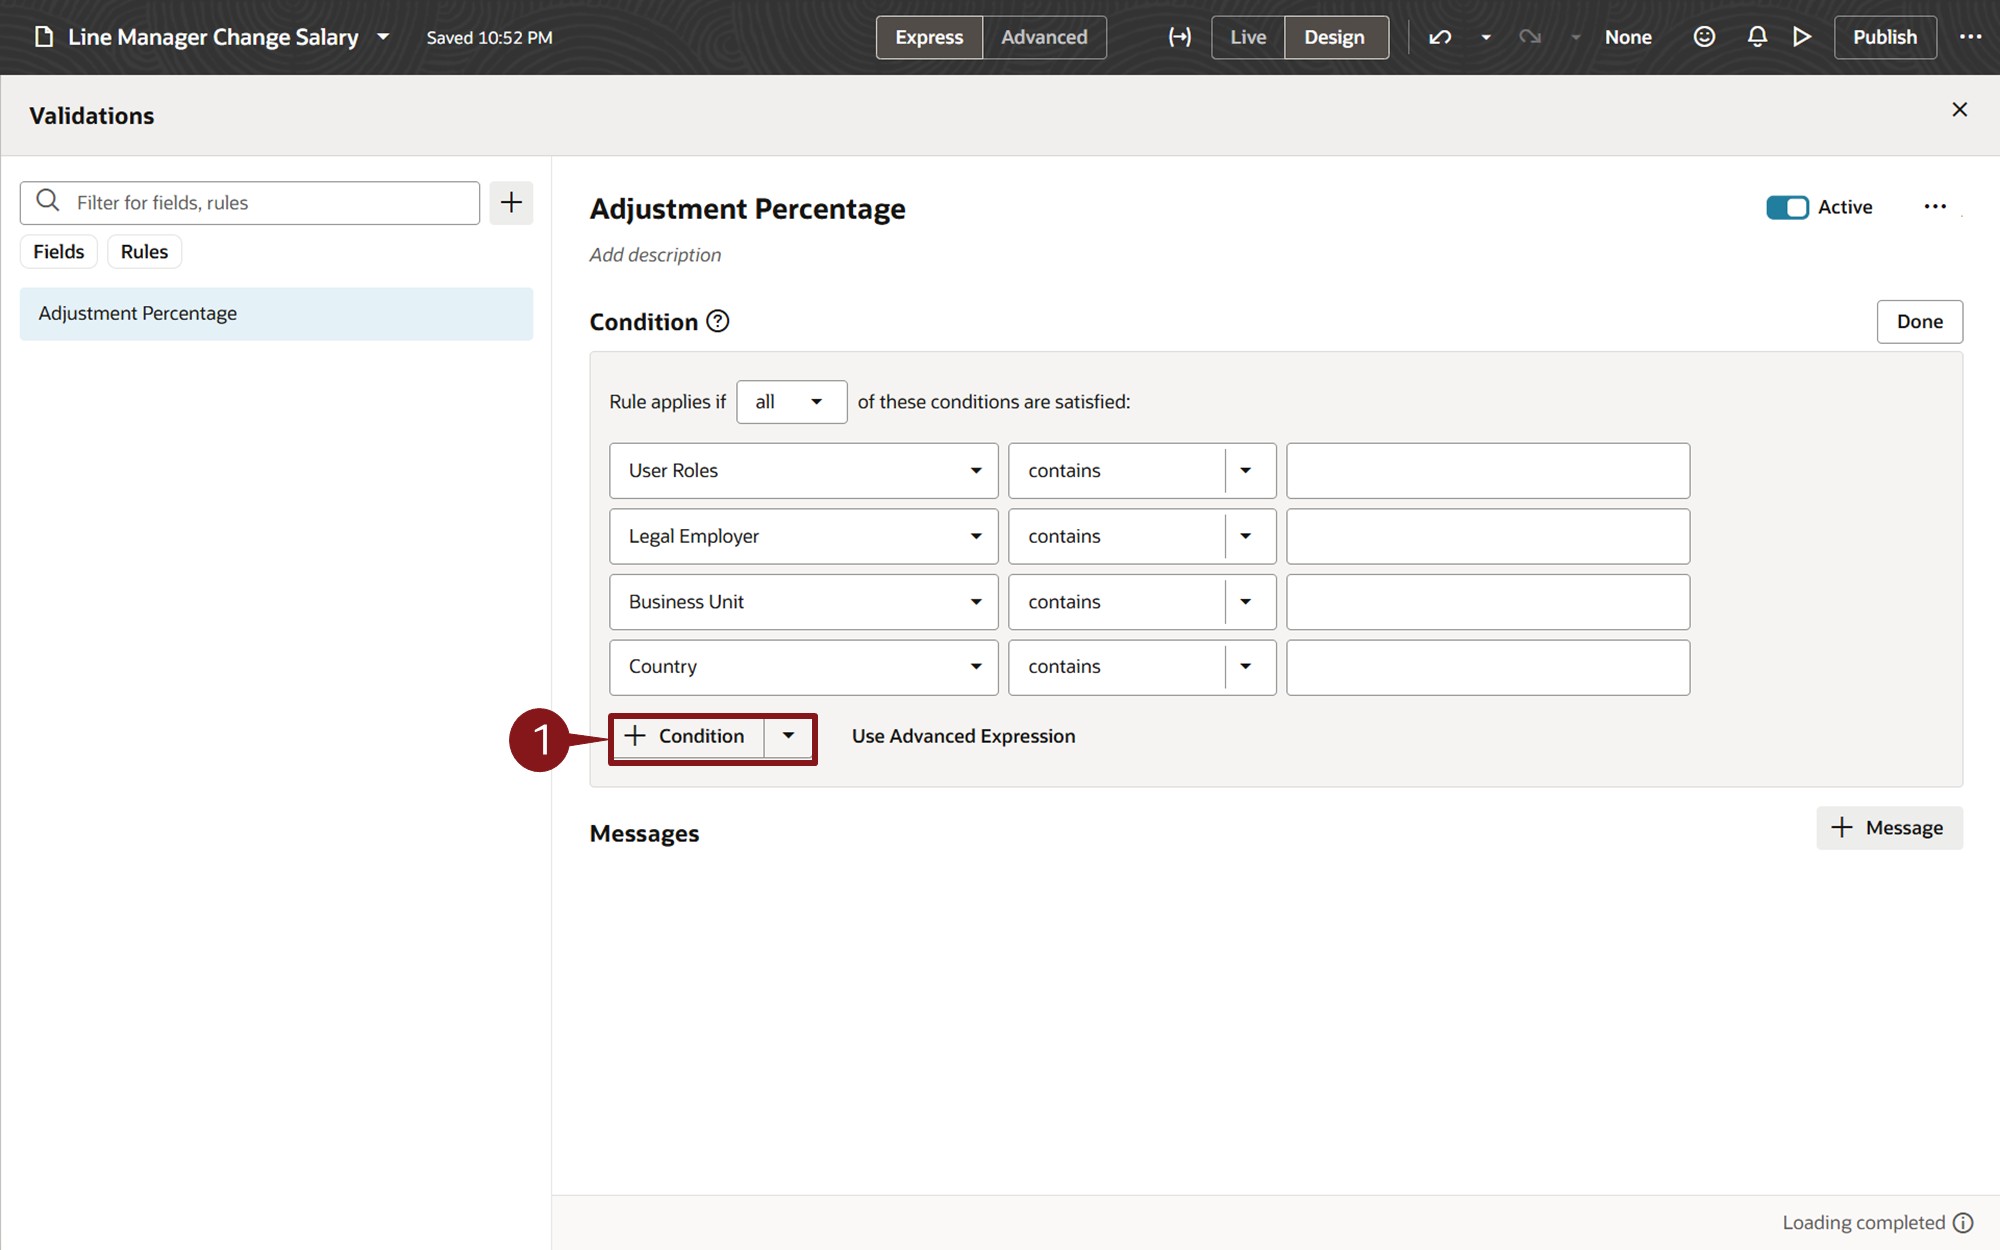 Line Manager Change Salary
Saved 10:52 PM
Express
Advanced
Live
Design
None
Publish
Validations
Filter for fields, rules
Fields
Rules
Adjustment Percentage
Adjustment Percentage
Active
Add description
Condition
Done
Rule applies if all of these conditions are satisfied:
User Roles contains
Legal Employer contains
Business Unit contains
Country contains
1
+ Condition
Use Advanced Expression
Messages
+ Message
Loading completed